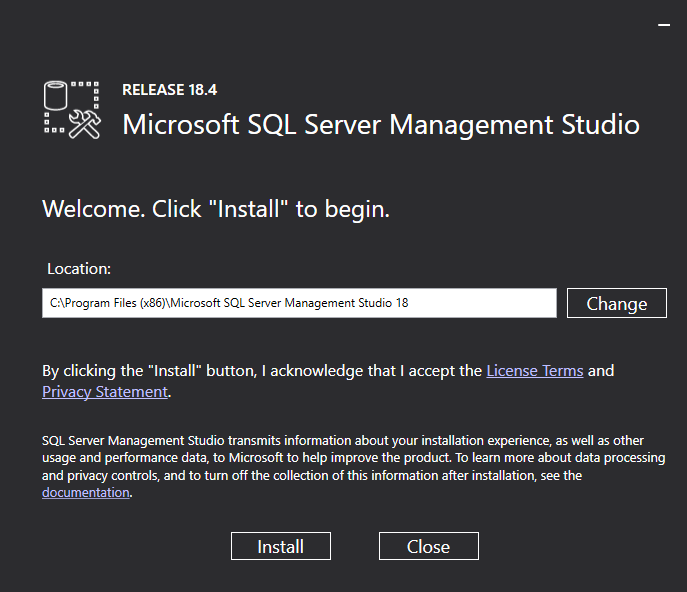 RELEASE 18.4
Microsoft SQL Server Management Studio
Welcome. Click "Install" to begin.
Location:
C:\Program Files (x86)\Microsoft SQL Server Management Studio 18
Change
By clicking the "Install" button, I acknowledge that I accept the License Terms and
Privacy Statement.
SQL Server Management Studio transmits information about your installation experience, as well as other
usage and performance data, to Microsoft to help improve the product. To learn more about data processing
and privacy controls, and to turn off the collection of this information after installation, see the
documentation.
Install
Close